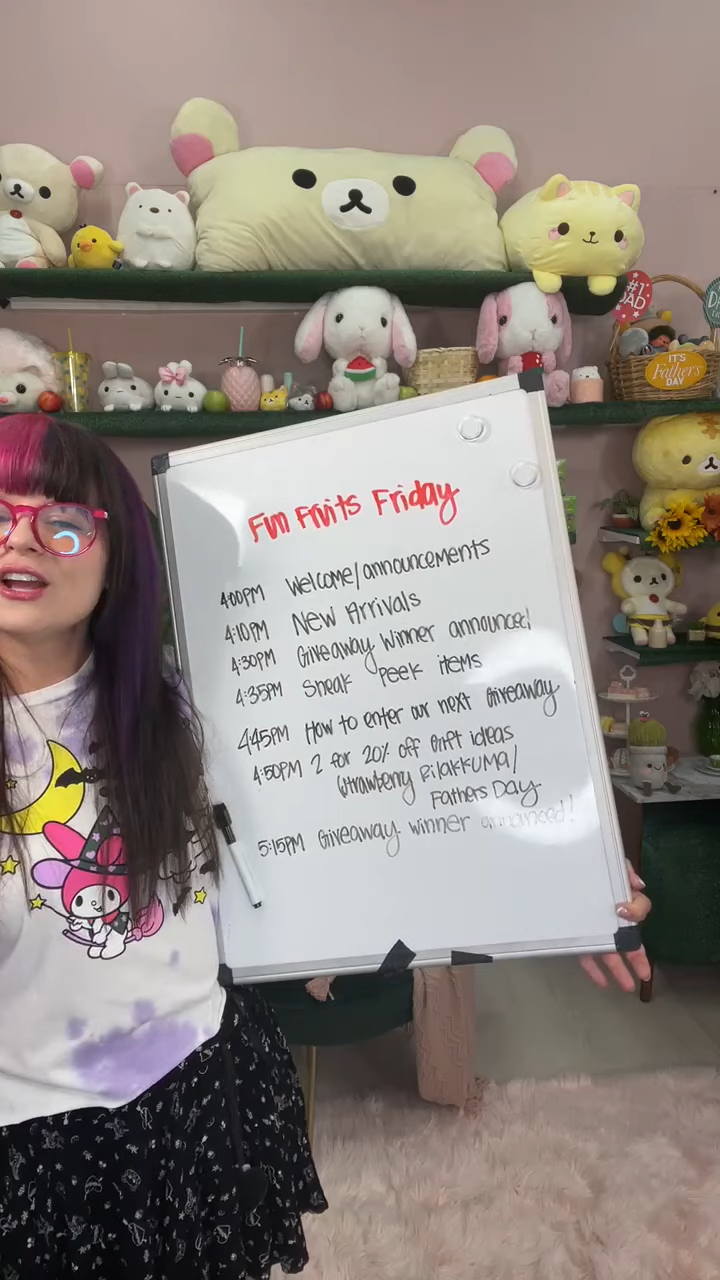 #1 DAD
IT'S
Father's
DAY
Fun Fruits Friday
4:00PM Welcome/announcements
4:10PM New Arrivals
4:30PM Giveaway Winner announced!
4:35PM Sneak Peek items
4:45PM How to enter our next Giveaway
4:50PM 2 for 20% off Gift ideas
Strawberry Rilakkuma/
Fathers Day
5:15PM Giveaway winner announced!